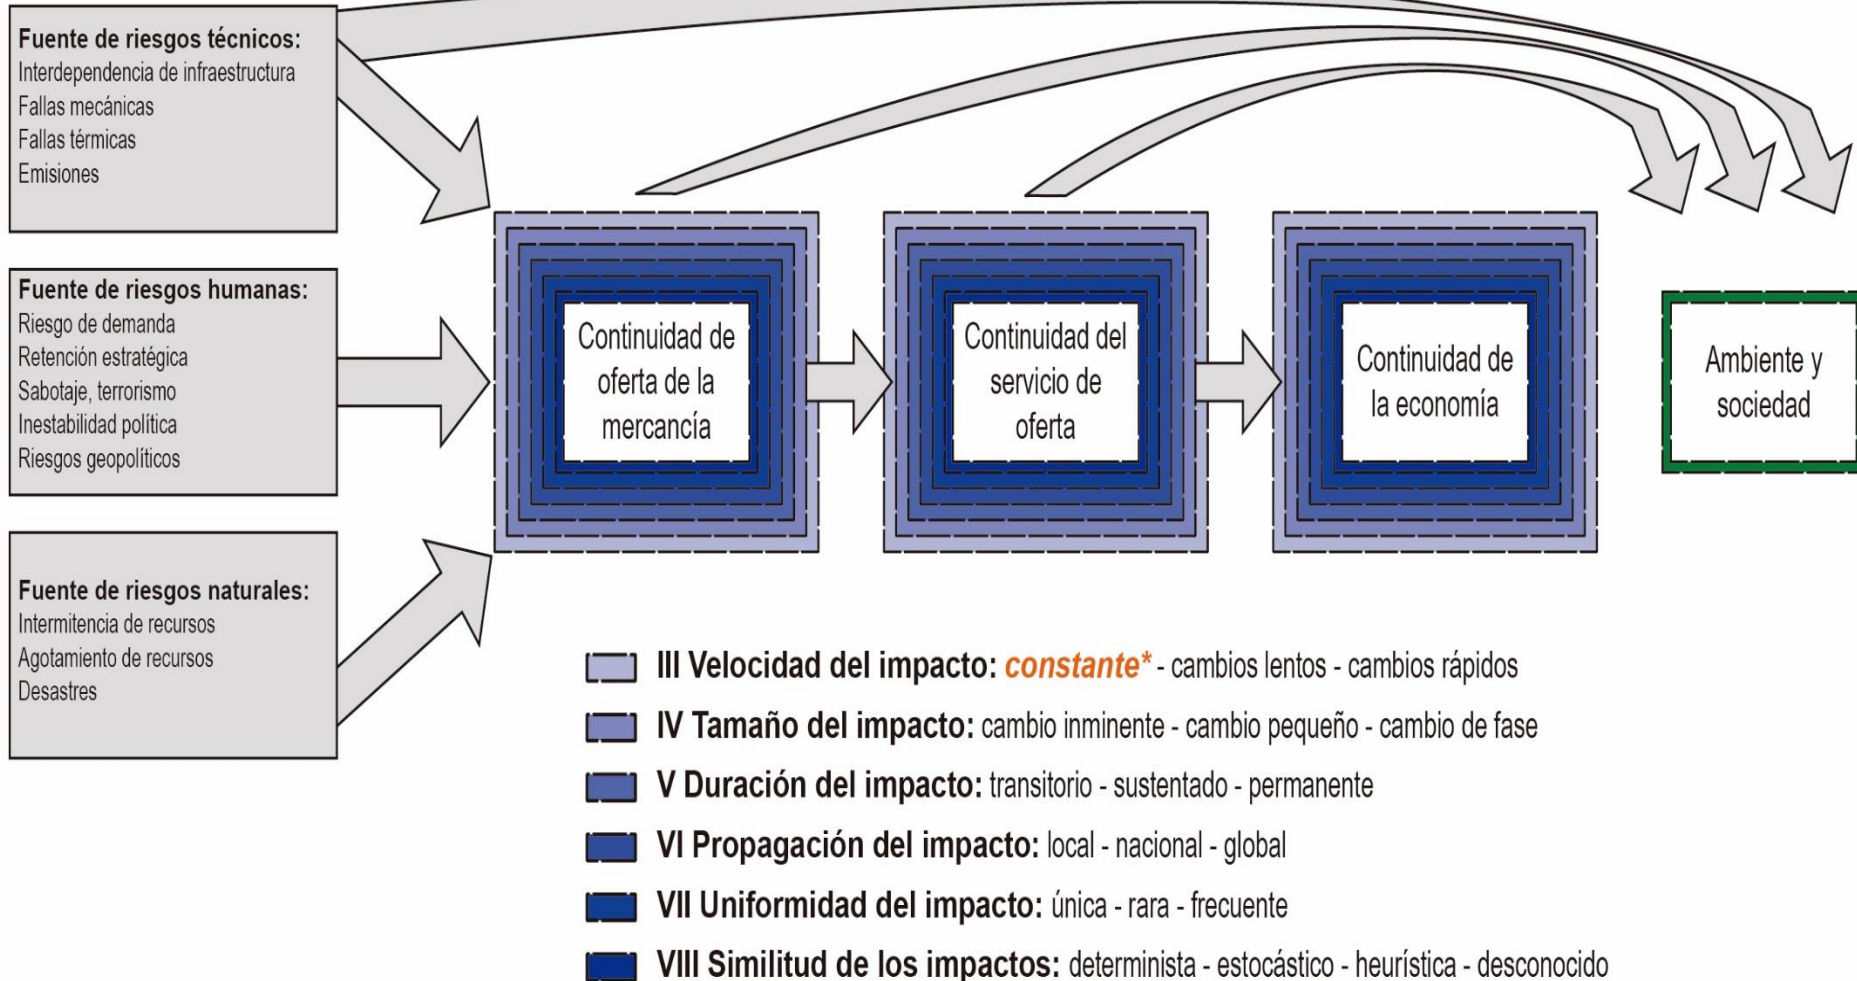 Fuente de riesgos técnicos:
Interdependencia de infraestructura
Fallas mecánicas
Fallas térmicas
Emisiones
Fuente de riesgos humanas:
Riesgo de demanda
Retención estratégica
Sabotaje, terrorismo
Inestabilidad política
Riesgos geopolíticos
Fuente de riesgos naturales:
Intermitencia de recursos
Agotamiento de recursos
Desastres
Continuidad de
oferta de la
mercancía
Continuidad del
servicio de
oferta
Continuidad de
la economía
Ambiente y
sociedad
III Velocidad del impacto: constante* - cambios lentos - cambios rápidos
IV Tamaño del impacto: cambio inminente - cambio pequeño - cambio de fase
V Duración del impacto: transitorio - sustentado - permanente
VI Propagación del impacto: local - nacional - global
VII Uniformidad del impacto: única - rara - frecuente
VIII Similitud de los impactos: determinista - estocástico - heurística - desconocido